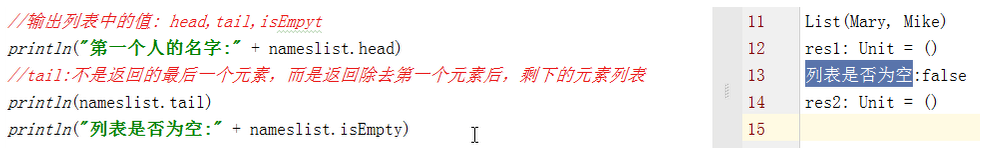 //输出列表中的值: head,tail,isEmpyt
println("第一个人的名字:" + nameslist.head)
//tail:不是返回的最后一个元素，而是返回除去第一个元素后，剩下的元素列表
println(nameslist.tail)
println("列表是否为空:" + nameslist.isEmpty)
11 List(Mary, Mike)
12 res1: Unit = ()
13 列表是否为空:false
14 res2: Unit = ()
15